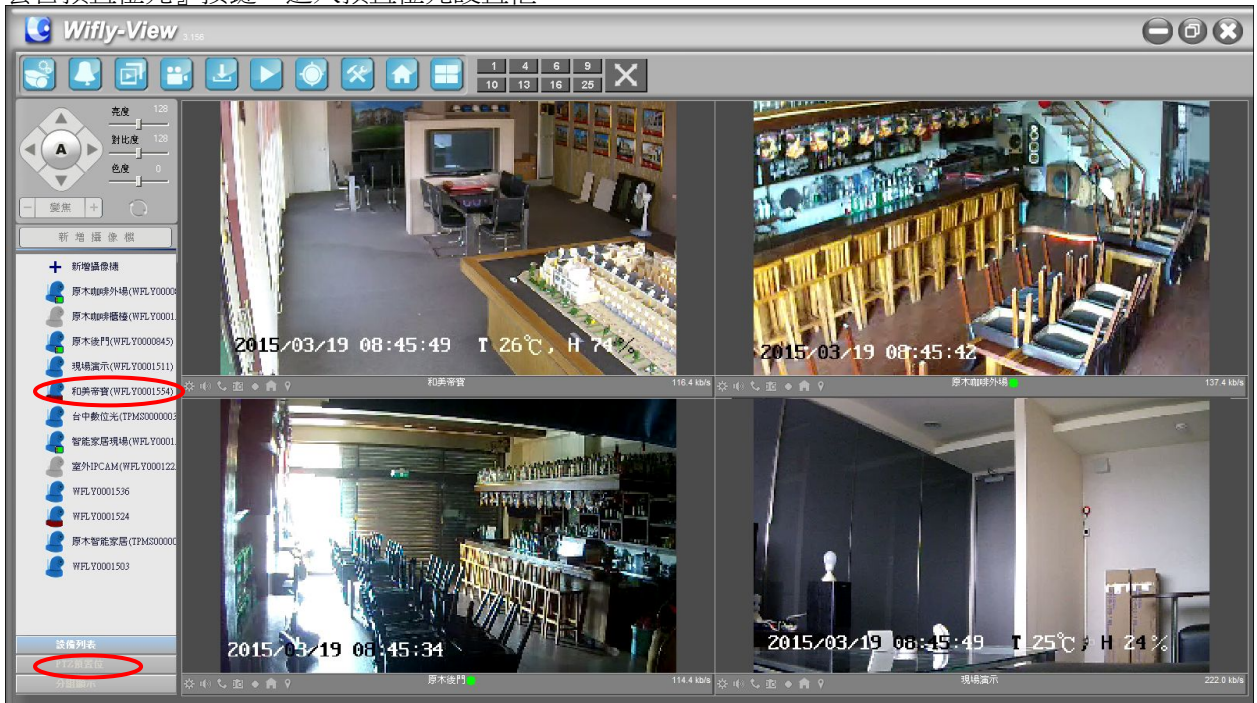 Wifly-View 3.156
1 4 6 9
10 13 16 25
亮度 128
對比度 128
色度 0
A
- 變焦 +
新 增 攝 像 機
+ 新增攝像機
原木咖啡外場(WFLY0000
原木咖啡櫃檯(WFLY0001.
原木後門(WFLY0000845)
現場演示(WFLY0001511)
和美帝寶(WFLY0001554)
台中數位光(TPMS000000
智能家居現場(WFLY0001.
室外IPCAM(WFLY000122
WFLY0001536
WFLY0001524
原木智能家居(TPMS00000
WFLY0001503
設備列表
PTZ預置位
分組顯示
2015/03/19 08:45:49 T 26℃, H 74%
和美帝寶 116.4 kb/s
2015/03/19 08:45:42
原木咖啡外場 137.4 kb/s
2015/03/19 08:45:34
原木後門 114.4 kb/s
2015/03/19 08:45:49 T 25℃, H 24%
現場演示 222.0 kb/s